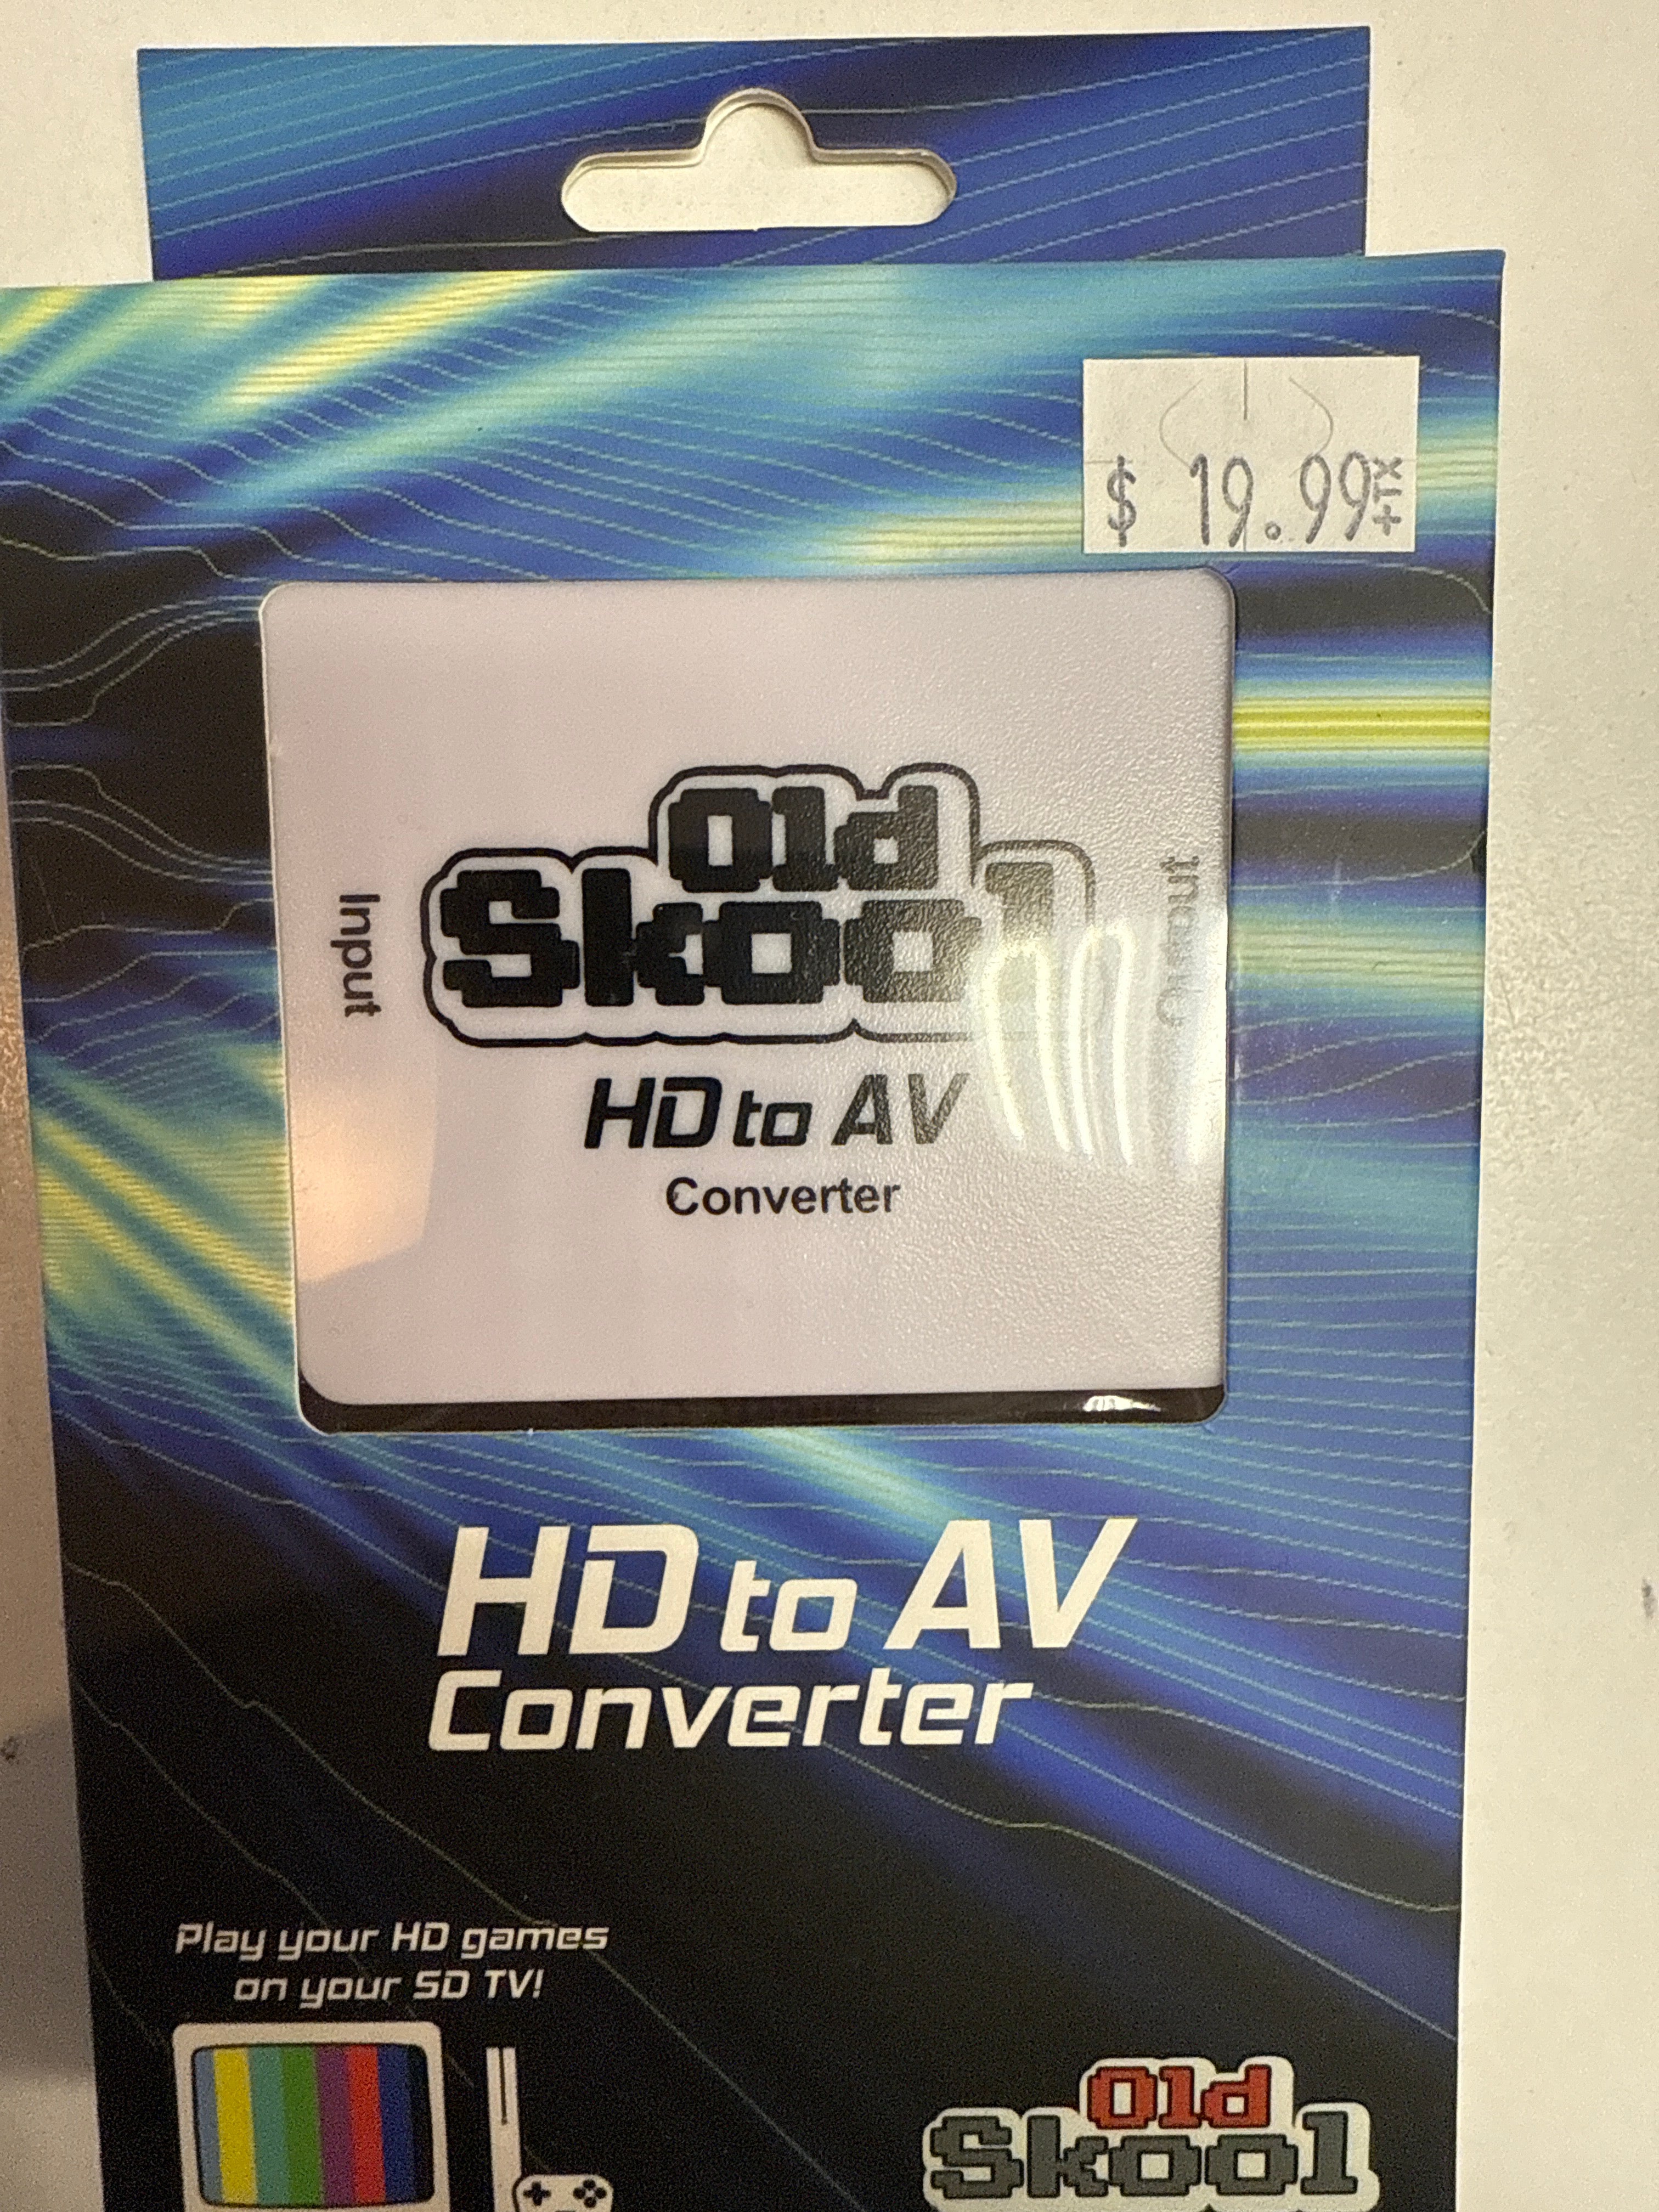 $ 19.99
+TX
Old
Skool
Input
Output
HD to AV
Converter
HD to AV
Converter
Play your HD games
on your SD TV!
Old
Skool